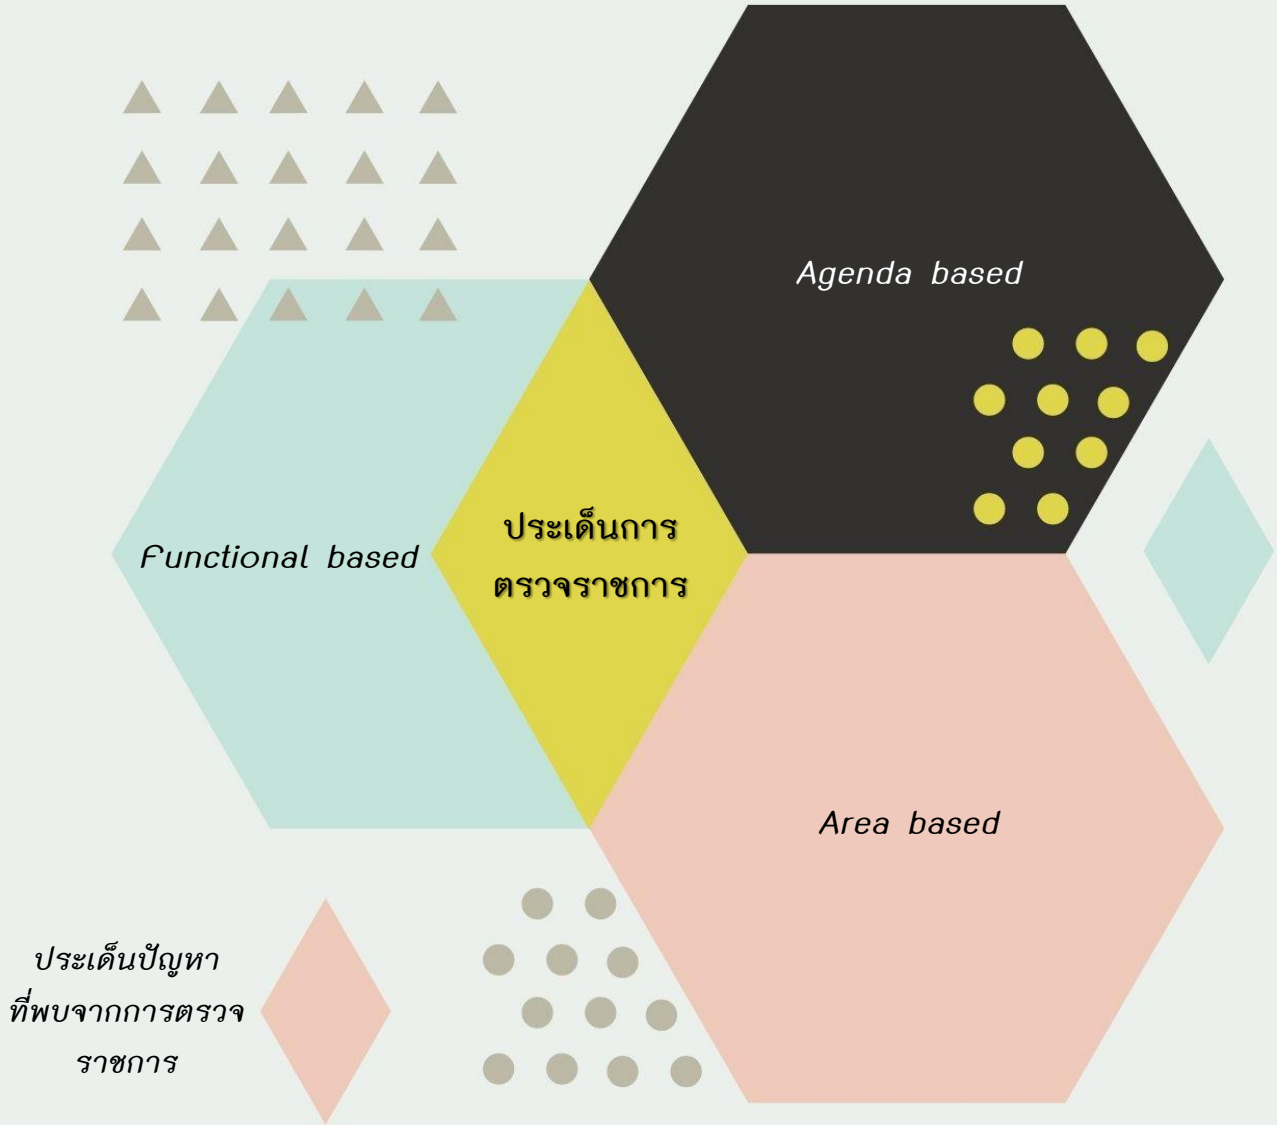 Agenda based
Functional based
ประเด็นการ
ตรวจราชการ
Area based
ประเด็นปัญหา
ที่พบจากการตรวจ
ราชการ